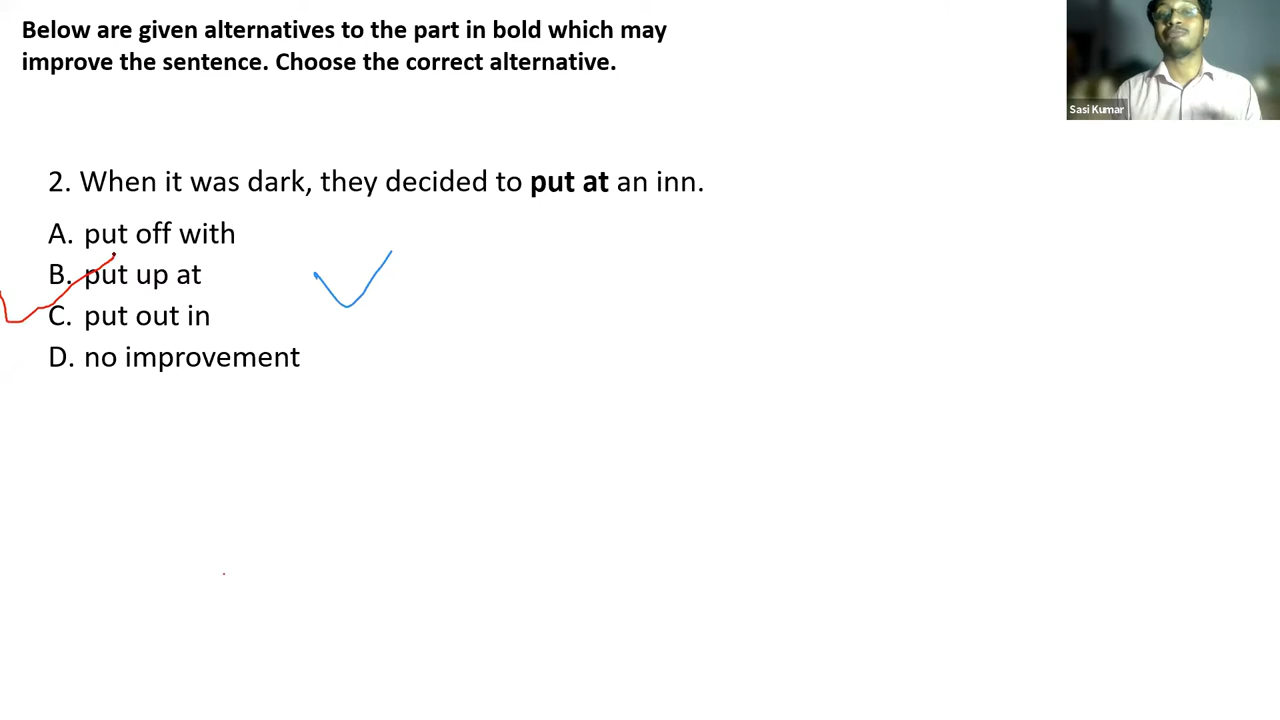 Below are given alternatives to the part in bold which may
improve the sentence. Choose the correct alternative.
Sasi Kumar
2. When it was dark, they decided to put at an inn.
A. put off with
B. put up at
C. put out in
D. no improvement